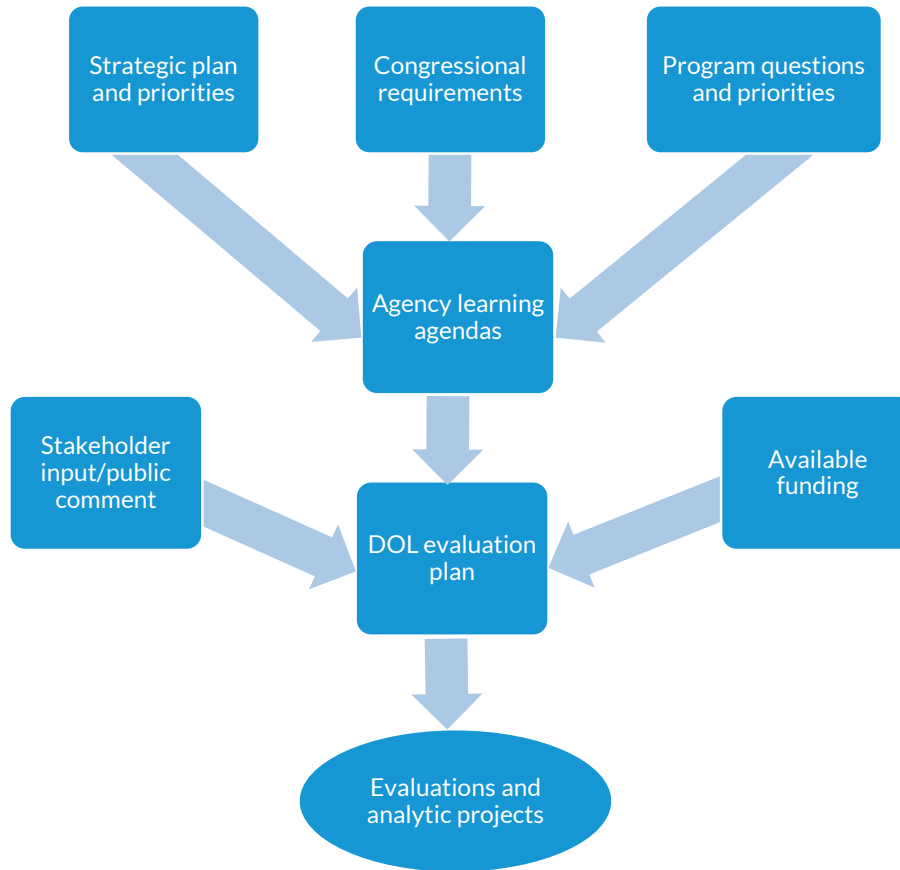 Strategic plan
and priorities
Congressional
requirements
Program questions
and priorities
Agency learning
agendas
Stakeholder
input/public
comment
Available
funding
DOL evaluation
plan
Evaluations and
analytic projects